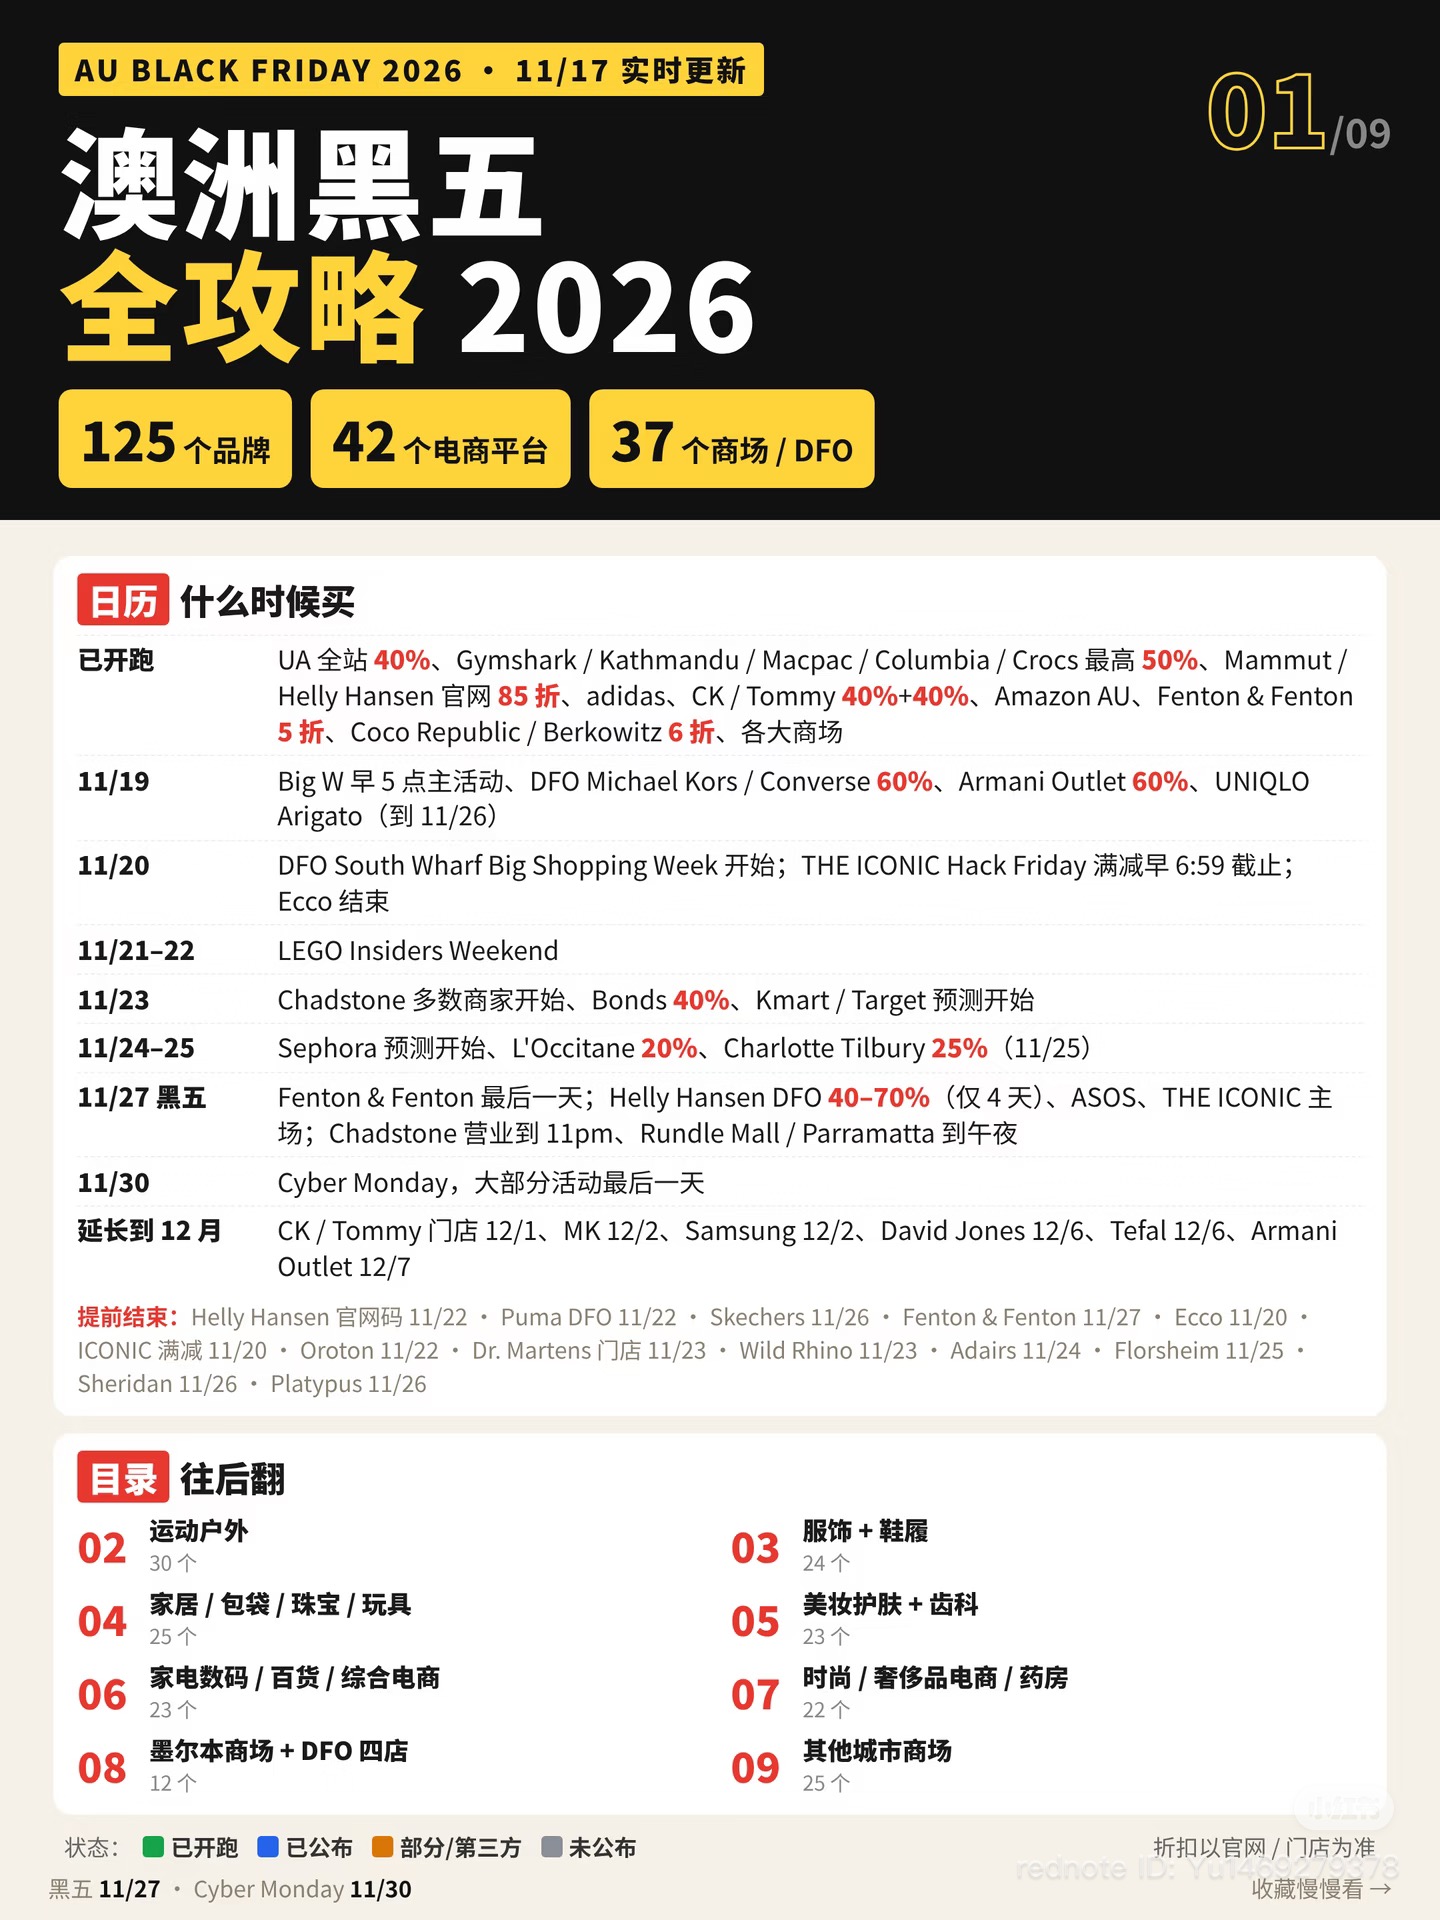 AU BLACK FRIDAY 2026 • 11/17 实时更新
01/09
澳洲黑五
全攻略 2026
125 个品牌
42 个电商平台
37 个商场 / DFO
日历 什么时候买
已开跑
UA 全站 40%、Gymshark / Kathmandu / Macpac / Columbia / Crocs 最高 50%、Mammut /
Helly Hansen 官网 85 折、adidas、CK / Tommy 40%+40%、Amazon AU、Fenton & Fenton
5 折、Coco Republic / Berkowitz 6 折、各大商场
11/19
Big W 早 5 点主活动、DFO Michael Kors / Converse 60%、Armani Outlet 60%、UNIQLO
Arigato（到 11/26）
11/20
DFO South Wharf Big Shopping Week 开始；THE ICONIC Hack Friday 满减早 6:59 截止；
Ecco 结束
11/21–22
LEGO Insiders Weekend
11/23
Chadstone 多数商家开始、Bonds 40%、Kmart / Target 预测开始
11/24–25
Sephora 预测开始、L'Occitane 20%、Charlotte Tilbury 25%（11/25）
11/27 黑五
Fenton & Fenton 最后一天；Helly Hansen DFO 40–70%（仅 4 天）、ASOS、THE ICONIC 主
场；Chadstone 营业到 11pm、Rundle Mall / Parramatta 到午夜
11/30
Cyber Monday，大部分活动最后一天
延长到 12 月
CK / Tommy 门店 12/1、MK 12/2、Samsung 12/2、David Jones 12/6、Tefal 12/6、Armani
Outlet 12/7
提前结束：Helly Hansen 官网码 11/22 • Puma DFO 11/22 • Skechers 11/26 • Fenton & Fenton 11/27 • Ecco 11/20 •
ICONIC 满减 11/20 • Oroton 11/22 • Dr. Martens 门店 11/23 • Wild Rhino 11/23 • Adairs 11/24 • Florsheim 11/25 •
Sheridan 11/26 • Platypus 11/26
目录 往后翻
02 运动户外
30 个
03 服饰 + 鞋履
24 个
04 家居 / 包袋 / 珠宝 / 玩具
25 个
05 美妆护肤 + 齿科
23 个
06 家电数码 / 百货 / 综合电商
23 个
07 时尚 / 奢侈品电商 / 药房
22 个
08 墨尔本商场 + DFO 四店
12 个
09 其他城市商场
25 个
小红书
状态： 已开跑 已公布 部分/第三方 未公布
折扣以官网 / 门店为准
rednote ID: Yu1469279378
黑五 11/27 • Cyber Monday 11/30
收藏慢慢看 →